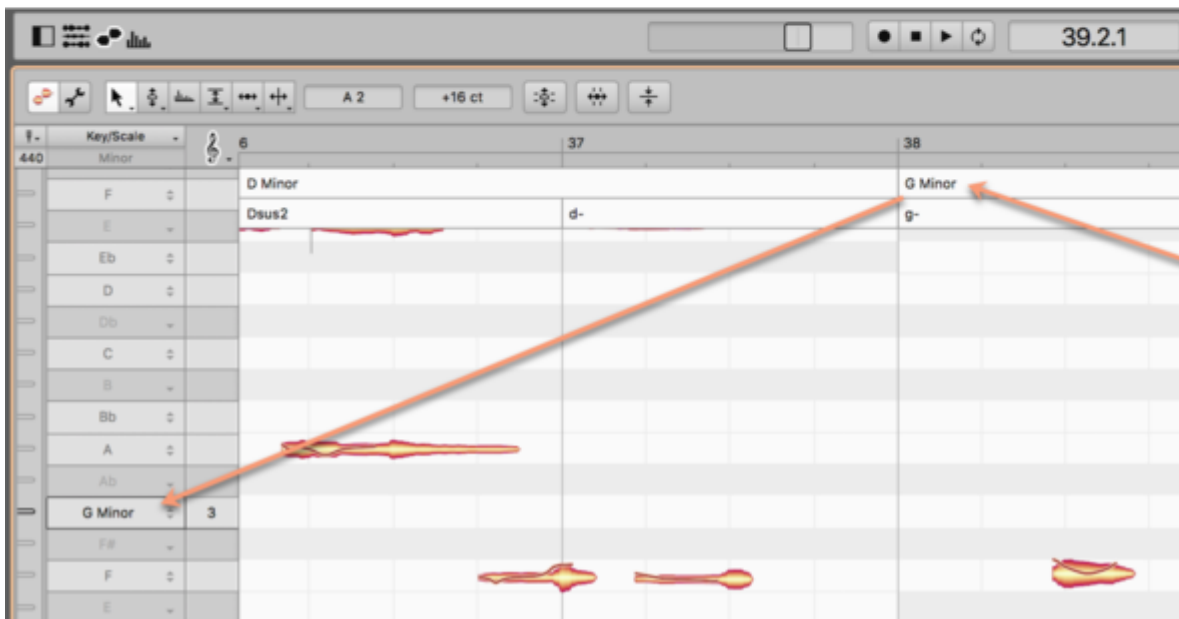 39.2.1
A 2 +16 ct
Key/Scale 6 37 38
440 Minor
D Minor G Minor
F
Dsus2 d- g-
E
Eb
D
Db
C
B
Bb
A
Ab
G Minor 3
F#
F
E